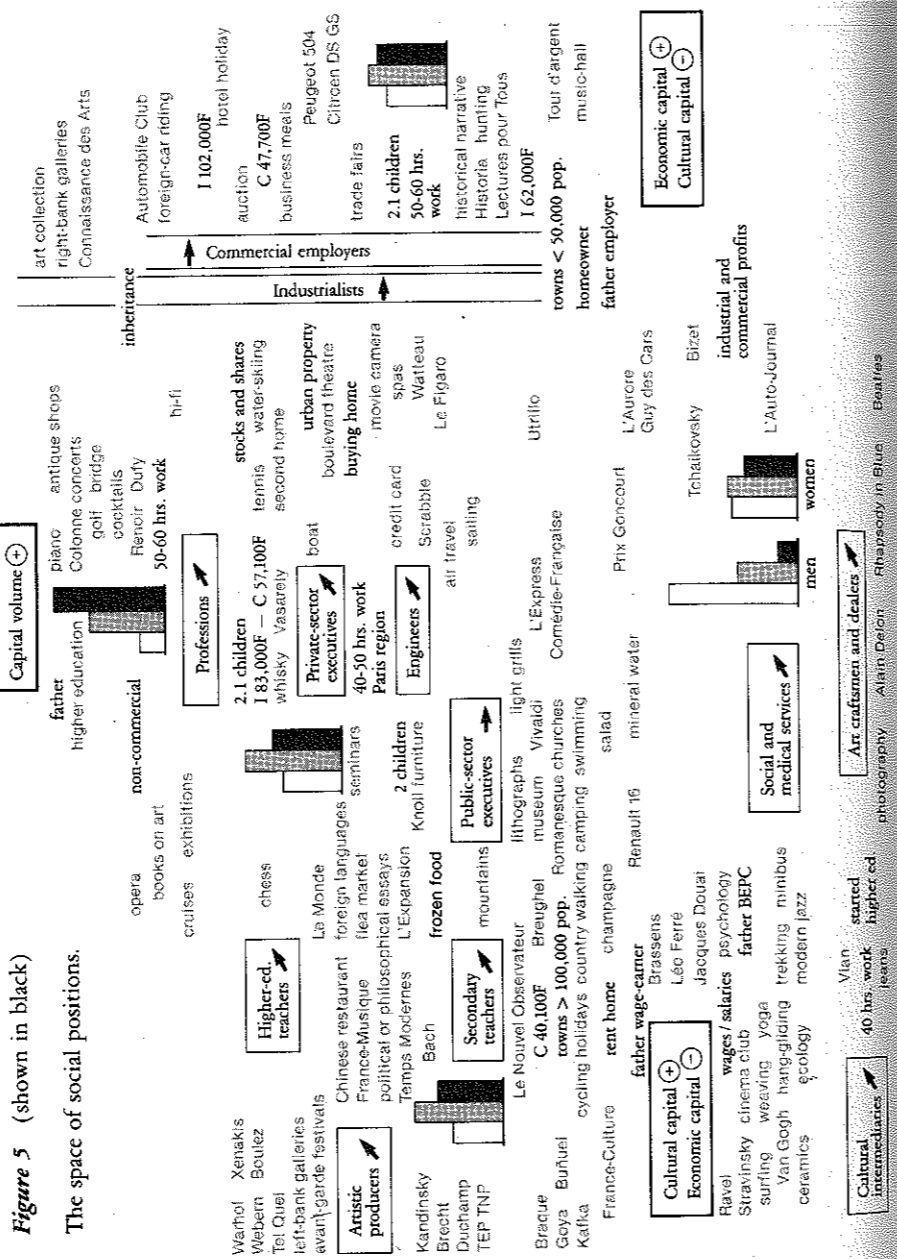 Figure 5 (shown in black)
The space of social positions.
Capital volume +
father
higher education
piano antique shops
Colonne concerts
golf bridge
cocktails
Renoir Dufy
50-60 hrs. work
hi-fi
art collection
right-bank galleries
Connaissance des Arts
inheritance
Automobile Club
foreign-car riding
opera
non-commercial
books on art
cruises exhibitions
Professions
Commercial employers
Industrialists
I 102,000F
hotel holiday
auction
C 47,700F
business meals
Peugeot 504
Citroen DS GS
trade fairs
2.1 children
50-60 hrs.
work
historical narrative
Historia hunting
Lectures pour Tous
I 62,000F
Tour d'argent
music-hall
Warhol Xenakis
Webern Boulez
Tel Quel
left-bank galleries
avant-garde festivals
Higher-ed.
teachers
chess
2.1 children
I 83,000F – C 57,100F
whisky Vasarely
stocks and shares
tennis water-skiing
second home
Artistic
producers
Chinese restaurant
France-Musique
political or philosophical essays
Temps Modernes
Bach
Le Monde
foreign languages
flea market
L'Expansion
seminars
Private-sector
executives
boat
urban property
boulevard theatre
buying home
movie camera
spas
Watteau
Le Figaro
40-50 hrs. work
Paris region
Engineers
credit card
Scrabble
2 children
Knoll furniture
frozen food
air travel
sailing
Kandinsky
Brecht
Duchamp
TEP TNP
Secondary
teachers
mountains
Public-sector
executives
Braque
Goya Buñuel
Kafka
Le Nouvel Observateur
C 40,100F Breughel
towns > 100,000 pop.
cycling holidays country walking camping swimming
lithographs light grills
museum Vivaldi L'Express
Romanesque churches Comédie-Française
Utrillo
towns < 50,000 pop.
homeowner
father employer
France-Culture
rent home champagne salad
father wage-earner
Renault 16 mineral water
Prix Goncourt
L'Aurore
Guy des Cars
Economic capital +
Cultural capital −
Cultural capital +
Economic capital −
Brassens
Léo Ferré
Jacques Douai
Tchaikovsky Bizet
industrial and
commercial profits
L'Auto-Journal
Ravel wages/salaries psychology
Stravinsky cinema club father BEPC
surfing weaving yoga
Van Gogh hang-gliding trekking minibus
ceramics ecology modern jazz
Social and
medical services
men
women
Cultural
intermediaries
40 hrs. work
jeans
Vian
started
higher ed.
Art craftsmen and dealers
photography Alain Delon Rhapsody in Blue Beatles